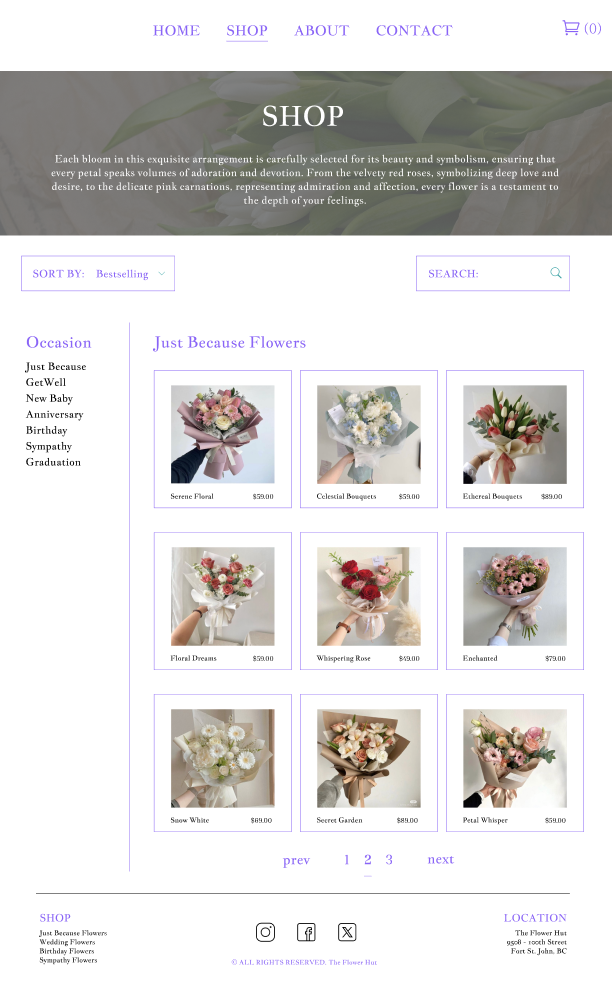 HOME SHOP ABOUT CONTACT (0)
SHOP
Each bloom in this exquisite arrangement is carefully selected for its beauty and symbolism, ensuring that
every petal speaks volumes of adoration and devotion. From the velvety red roses, symbolizing deep love and
desire, to the delicate pink carnations, representing admiration and affection, every flower is a testament to
the depth of your feelings.
SORT BY: Bestselling
SEARCH:
Occasion
Just Because
GetWell
New Baby
Anniversary
Birthday
Sympathy
Graduation
Just Because Flowers
Serene Floral $59.00
Celestial Bouquets $59.00
Ethereal Bouquets $89.00
Floral Dreams $59.00
Whispering Rose $49.00
Enchanted $79.00
Snow White $69.00
Secret Garden $89.00
Petal Whisper $59.00
prev 1 2 3 next
SHOP
Just Because Flowers
Wedding Flowers
Birthday Flowers
Sympathy Flowers
© ALL RIGHTS RESERVED. The Flower Hut
LOCATION
The Flower Hut
9508 - 100th Street
Fort St. John, BC